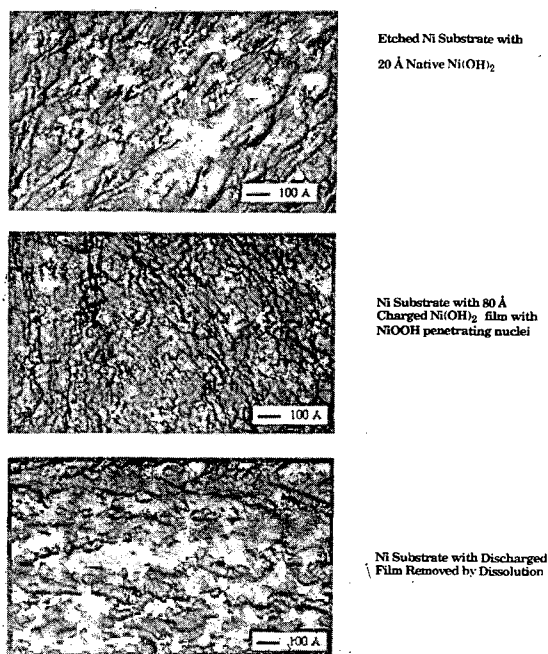 Etched Ni Substrate with
20 Å Native Ni(OH)₂
100 Å
Ni Substrate with 80 Å
Charged Ni(OH)₂ film with
NiOOH penetrating nuclei
100 Å
Ni Substrate with Discharged
Film Removed by Dissolution
100 Å